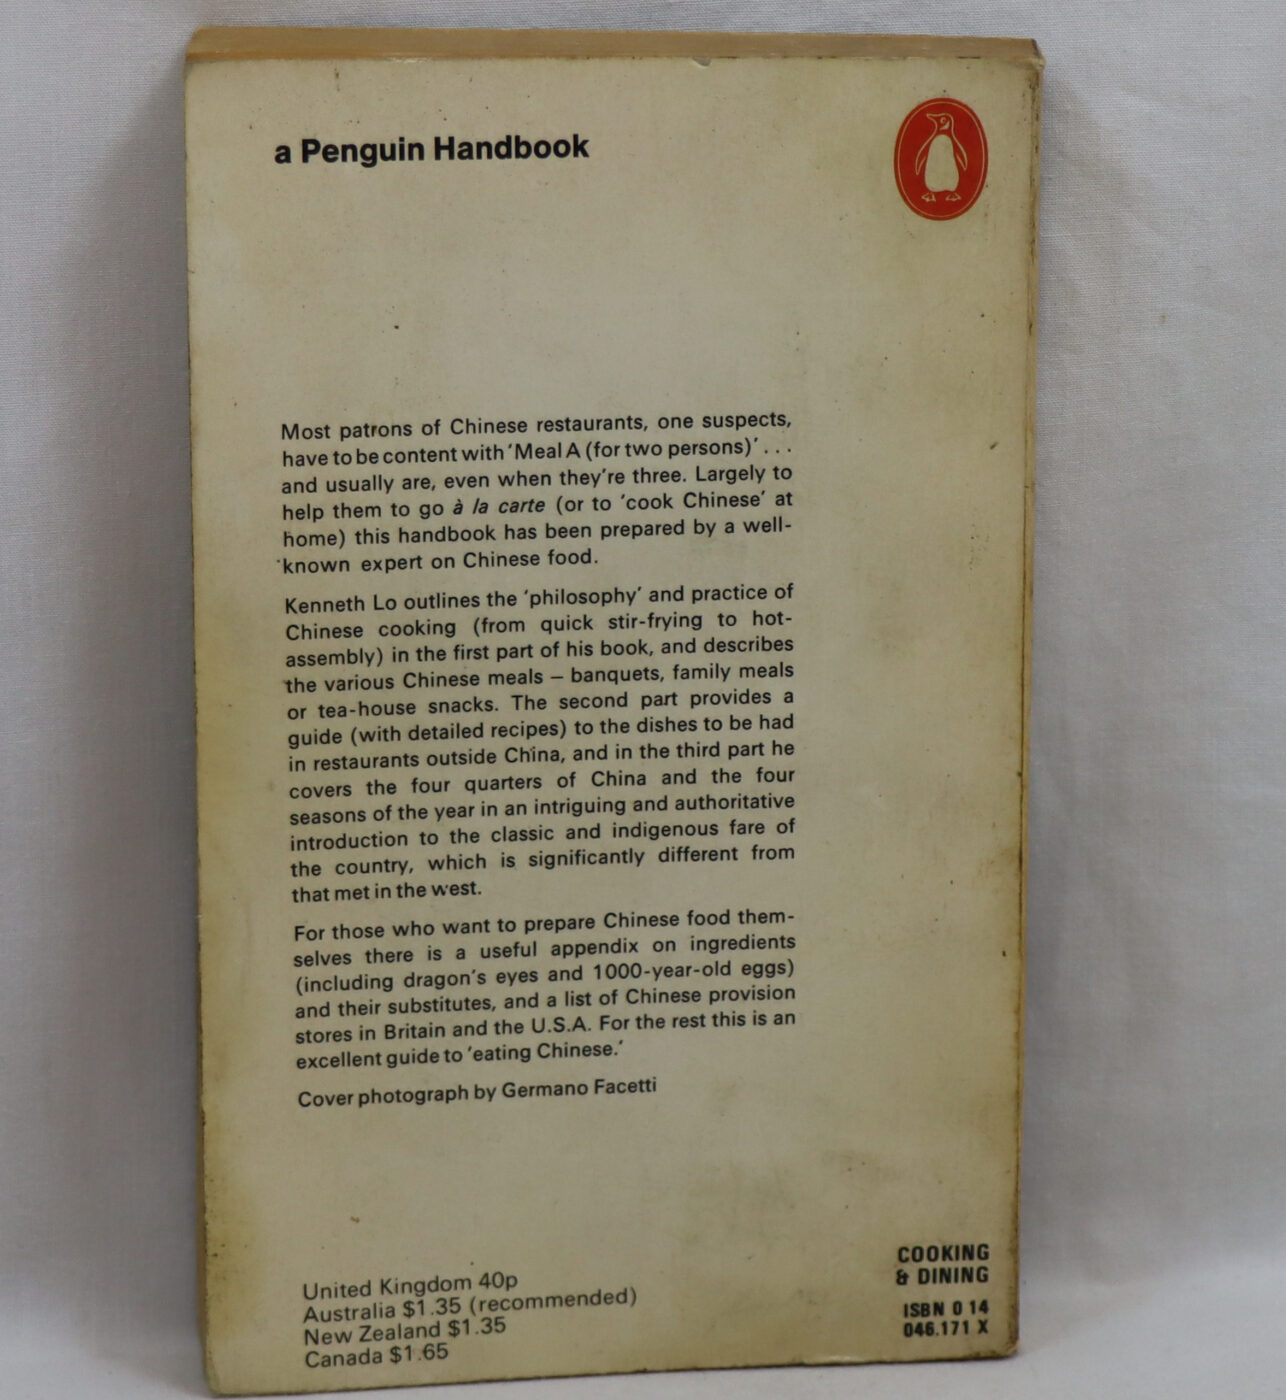 a Penguin Handbook
Most patrons of Chinese restaurants, one suspects,
have to be content with 'Meal A (for two persons)' . . .
and usually are, even when they're three. Largely to
help them to go à la carte (or to 'cook Chinese' at
home) this handbook has been prepared by a well-
known expert on Chinese food.
Kenneth Lo outlines the 'philosophy' and practice of
Chinese cooking (from quick stir-frying to hot-
assembly) in the first part of his book, and describes
the various Chinese meals – banquets, family meals
or tea-house snacks. The second part provides a
guide (with detailed recipes) to the dishes to be had
in restaurants outside China, and in the third part he
covers the four quarters of China and the four
seasons of the year in an intriguing and authoritative
introduction to the classic and indigenous fare of
the country, which is significantly different from
that met in the west.
For those who want to prepare Chinese food them-
selves there is a useful appendix on ingredients
(including dragon's eyes and 1000-year-old eggs)
and their substitutes, and a list of Chinese provision
stores in Britain and the U.S.A. For the rest this is an
excellent guide to 'eating Chinese.'
Cover photograph by Germano Facetti
United Kingdom 40p
Australia $1.35 (recommended)
New Zealand $1.35
Canada $1.65
COOKING
& DINING
ISBN 0 14
046.171 X